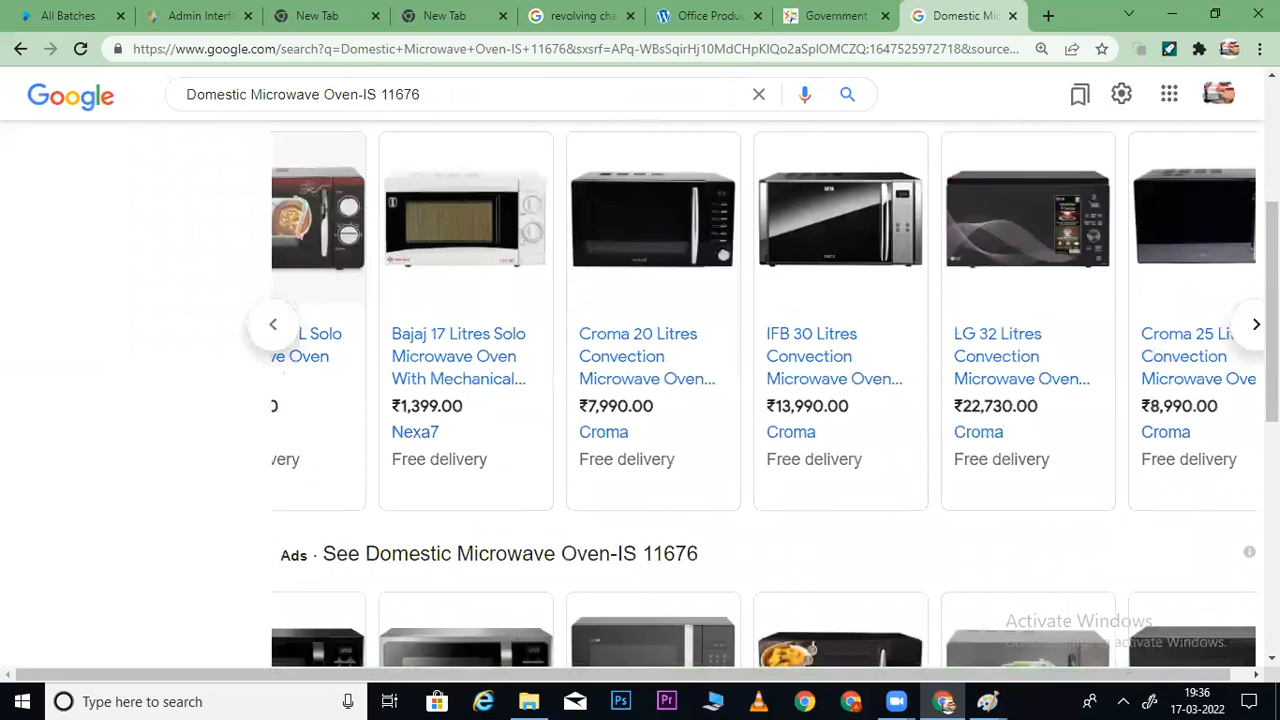 All Batches
Admin Interfa
New Tab
New Tab
revolving cha
Office Produc
Government
Domestic Mic
https://www.google.com/search?q=Domestic+Microwave+Oven-IS+11676&sxsrf=APq-WBsSqirHj10MdCHpKlQo2aSplOMCZQ:1647525972718&source...
Google
Domestic Microwave Oven-IS 11676
L Solo
ve Oven
0
very
Bajaj 17 Litres Solo
Microwave Oven
With Mechanical...
₹1,399.00
Nexa7
Free delivery
Croma 20 Litres
Convection
Microwave Oven...
₹7,990.00
Croma
Free delivery
IFB 30 Litres
Convection
Microwave Oven...
₹13,990.00
Croma
Free delivery
LG 32 Litres
Convection
Microwave Oven...
₹22,730.00
Croma
Free delivery
Croma 25 Li
Convection
Microwave Ove
₹8,990.00
Croma
Free delivery
Ads · See Domestic Microwave Oven-IS 11676
Activate Windows
activate Windows.
Type here to search
19:36
17-03-2022